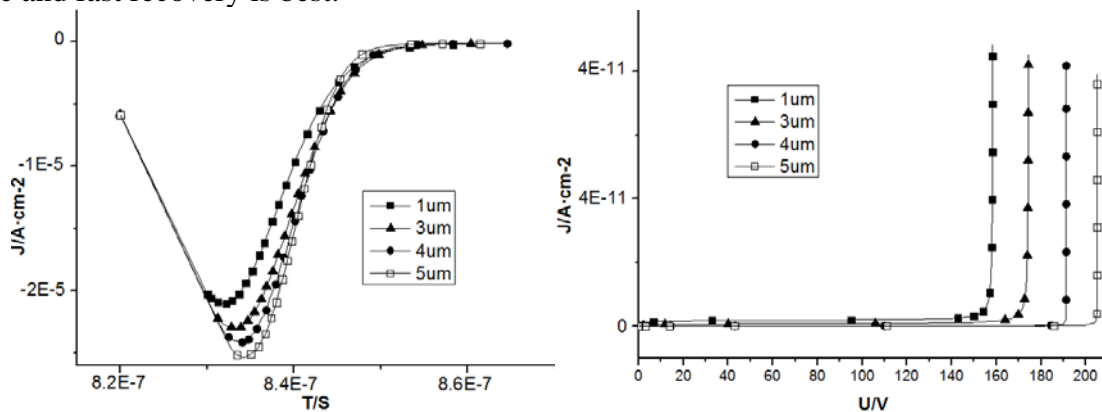 e and fast recovery is best.
0
-1E-5
-2E-5
J/A·cm-2
1um
3um
4um
5um
8.2E-7
8.4E-7
8.6E-7
T/S
4E-11
4E-11
0
J/A·cm-2
1um
3um
4um
5um
0
20
40
60
80
100
120
140
160
180
200
U/V